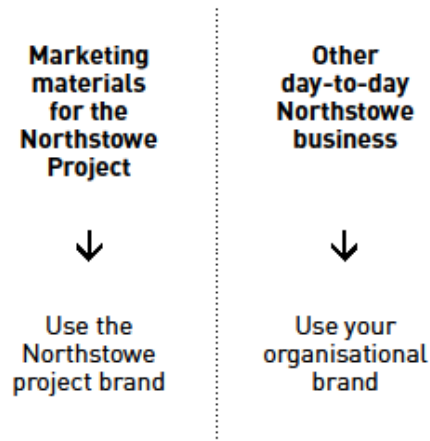 Marketing
materials
for the
Northstowe
Project
Use the
Northstowe
project brand
Other
day-to-day
Northstowe
business
Use your
organisational
brand